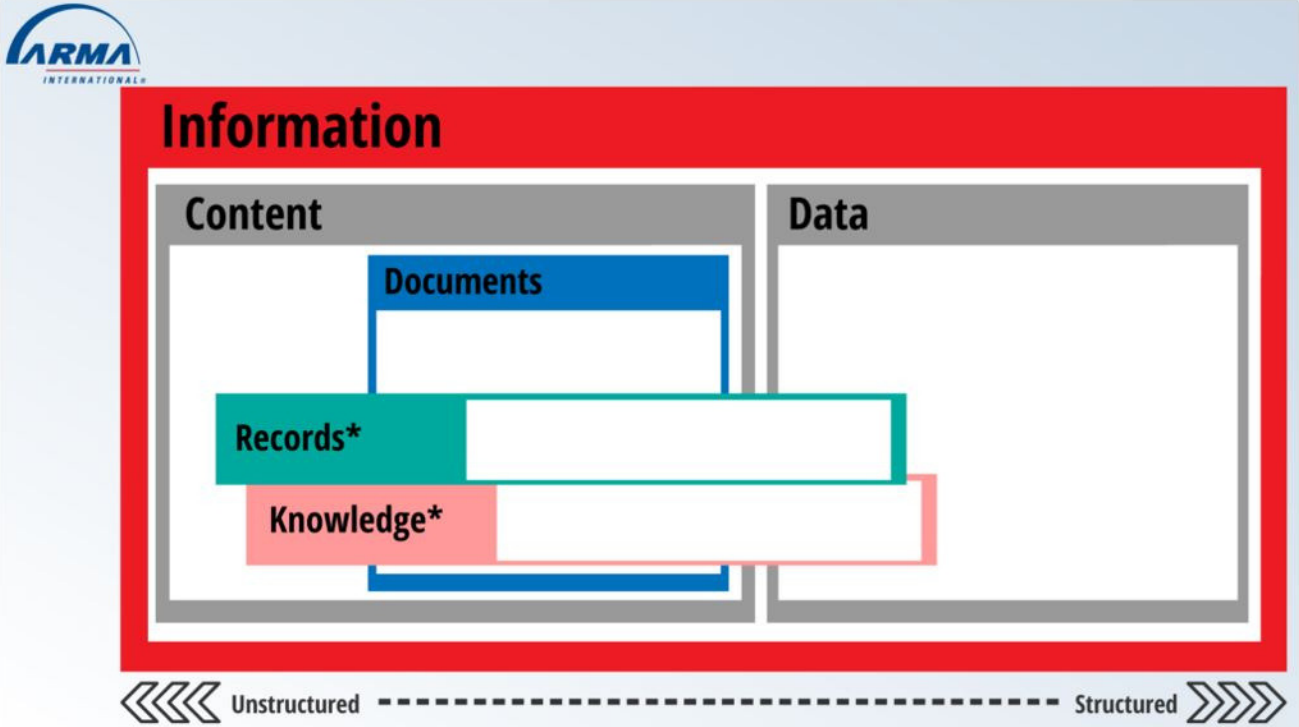 ARMA
INTERNATIONAL®
Information
Content
Data
Documents
Records*
Knowledge*
Unstructured
Structured